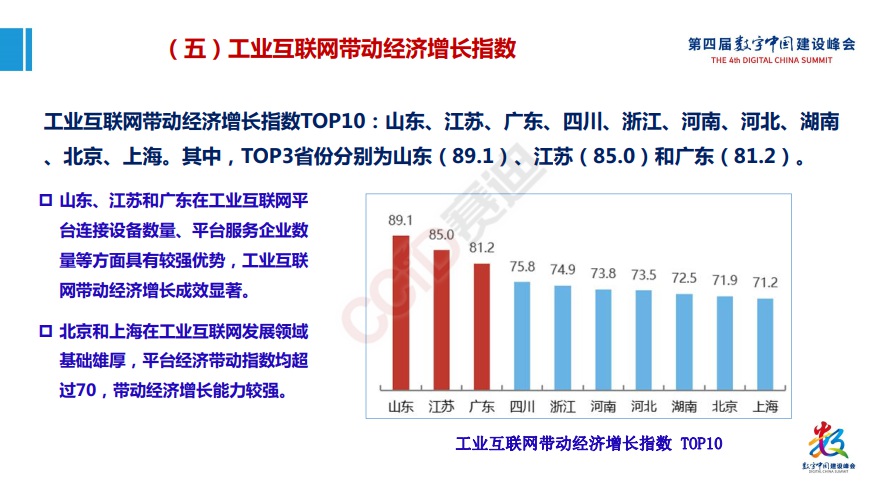 （五）工业互联网带动经济增长指数
第四届数字中国建设峰会
THE 4th DIGITAL CHINA SUMMIT
工业互联网带动经济增长指数TOP10：山东、江苏、广东、四川、浙江、河南、河北、湖南
、北京、上海。其中，TOP3省份分别为山东（89.1）、江苏（85.0）和广东（81.2）。
山东、江苏和广东在工业互联网平
台连接设备数量、平台服务企业数
量等方面具有较强优势，工业互联
网带动经济增长成效显著。
北京和上海在工业互联网发展领域
基础雄厚，平台经济带动指数均超
过70，带动经济增长能力较强。
CCID赛迪
89.1 85.0 81.2 75.8 74.9 73.8 73.5 72.5 71.9 71.2
山东 江苏 广东 四川 浙江 河南 河北 湖南 北京 上海
工业互联网带动经济增长指数 TOP10
数字中国建设峰会
DIGITAL CHINA SUMMIT